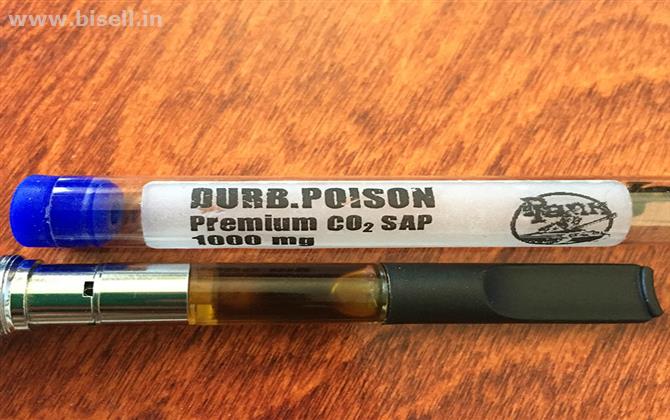 www.bisell.in
DURB.POISON
Premium CO₂ SAP
1000 mg